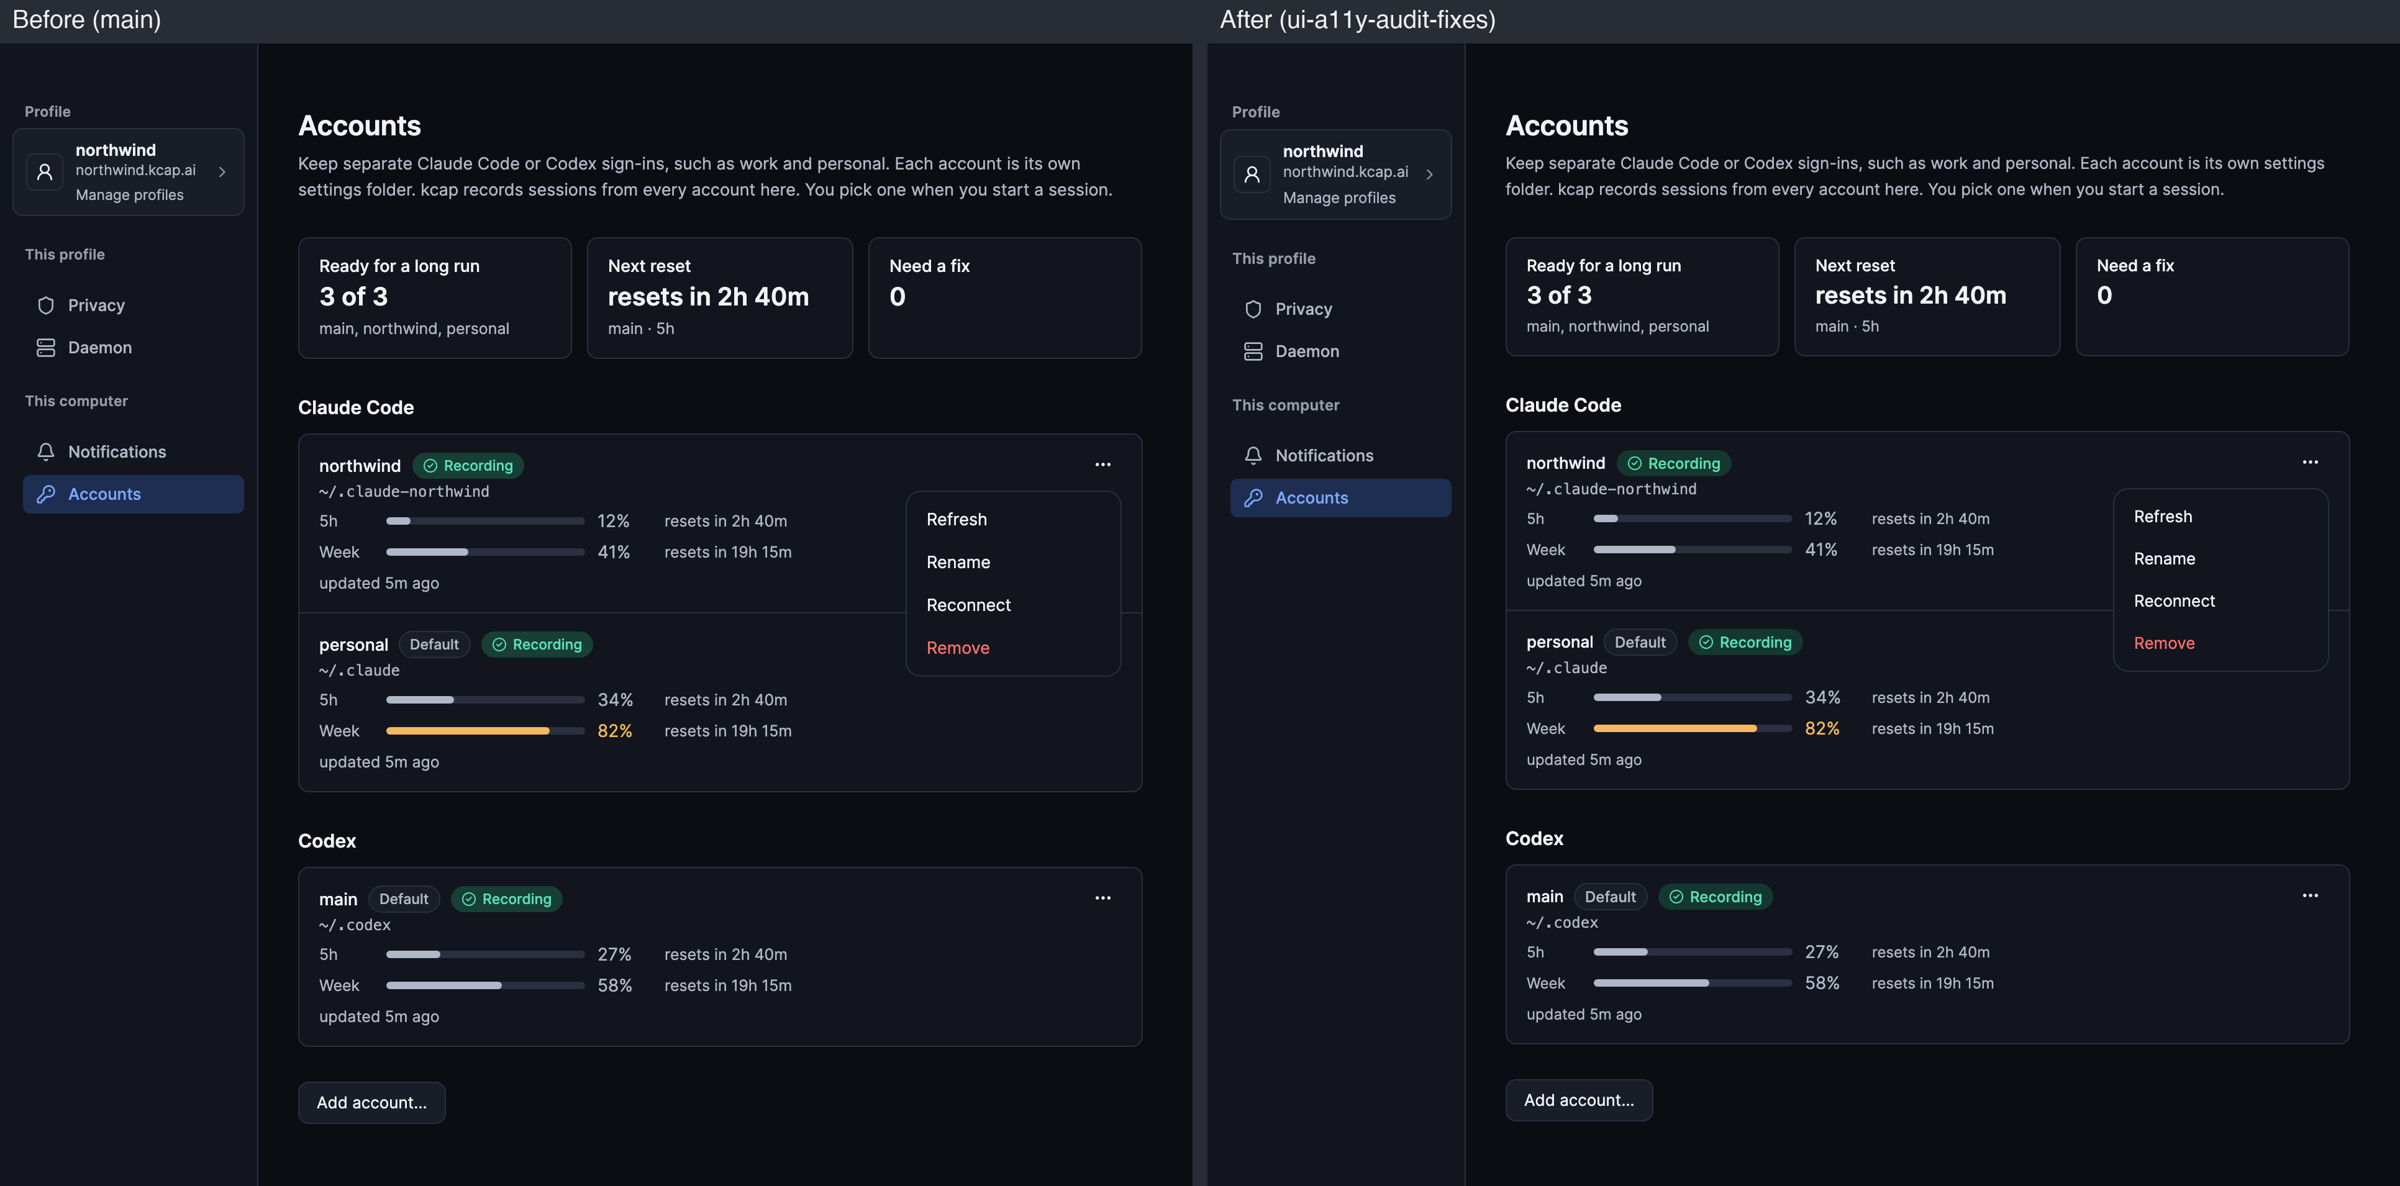 Before (main)
Profile
northwind
northwind.kcap.ai
Manage profiles
This profile
Privacy
Daemon
This computer
Notifications
Accounts
Accounts
Keep separate Claude Code or Codex sign-ins, such as work and personal. Each account is its own
settings folder. kcap records sessions from every account here. You pick one when you start a session.
Ready for a long run
3 of 3
main, northwind, personal
Next reset
resets in 2h 40m
main · 5h
Need a fix
0
Claude Code
northwind Recording
~/.claude-northwind
5h 12% resets in 2h 40m
Week 41% resets in 19h 15m
updated 5m ago
Refresh
Rename
Reconnect
Remove
personal Default Recording
~/.claude
5h 34% resets in 2h 40m
Week 82% resets in 19h 15m
updated 5m ago
Codex
main Default Recording
~/.codex
5h 27% resets in 2h 40m
Week 58% resets in 19h 15m
updated 5m ago
Add account...
After (ui-a11y-audit-fixes)
Profile
northwind
northwind.kcap.ai
Manage profiles
This profile
Privacy
Daemon
This computer
Notifications
Accounts
Accounts
Keep separate Claude Code or Codex sign-ins, such as work and personal. Each account is its own settings
folder. kcap records sessions from every account here. You pick one when you start a session.
Ready for a long run
3 of 3
main, northwind, personal
Next reset
resets in 2h 40m
main · 5h
Need a fix
0
Claude Code
northwind Recording
~/.claude-northwind
5h 12% resets in 2h 40m
Week 41% resets in 19h 15m
updated 5m ago
Refresh
Rename
Reconnect
Remove
personal Default Recording
~/.claude
5h 34% resets in 2h 40m
Week 82% resets in 19h 15m
updated 5m ago
Codex
main Default Recording
~/.codex
5h 27% resets in 2h 40m
Week 58% resets in 19h 15m
updated 5m ago
Add account...